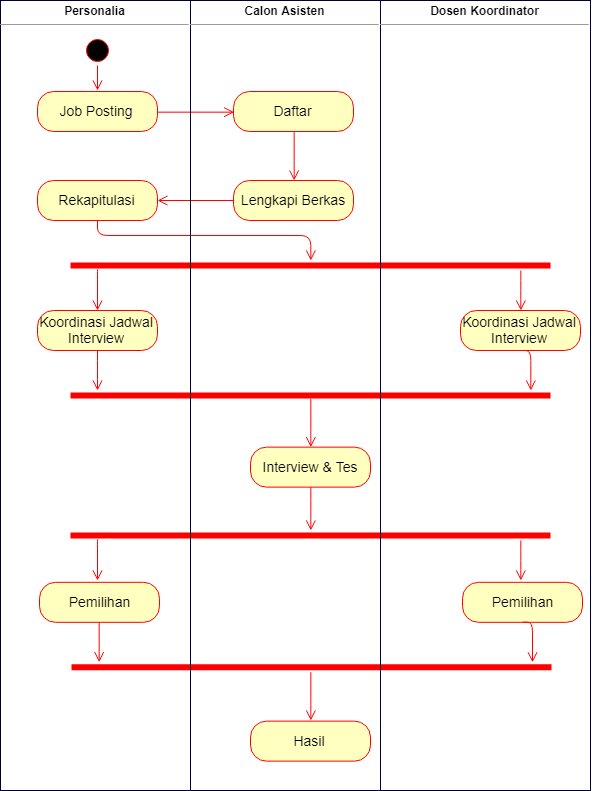 Personalia
Calon Asisten
Dosen Koordinator
Job Posting
Daftar
Rekapitulasi
Lengkapi Berkas
Koordinasi Jadwal
Interview
Koordinasi Jadwal
Interview
Interview & Tes
Pemilihan
Pemilihan
Hasil